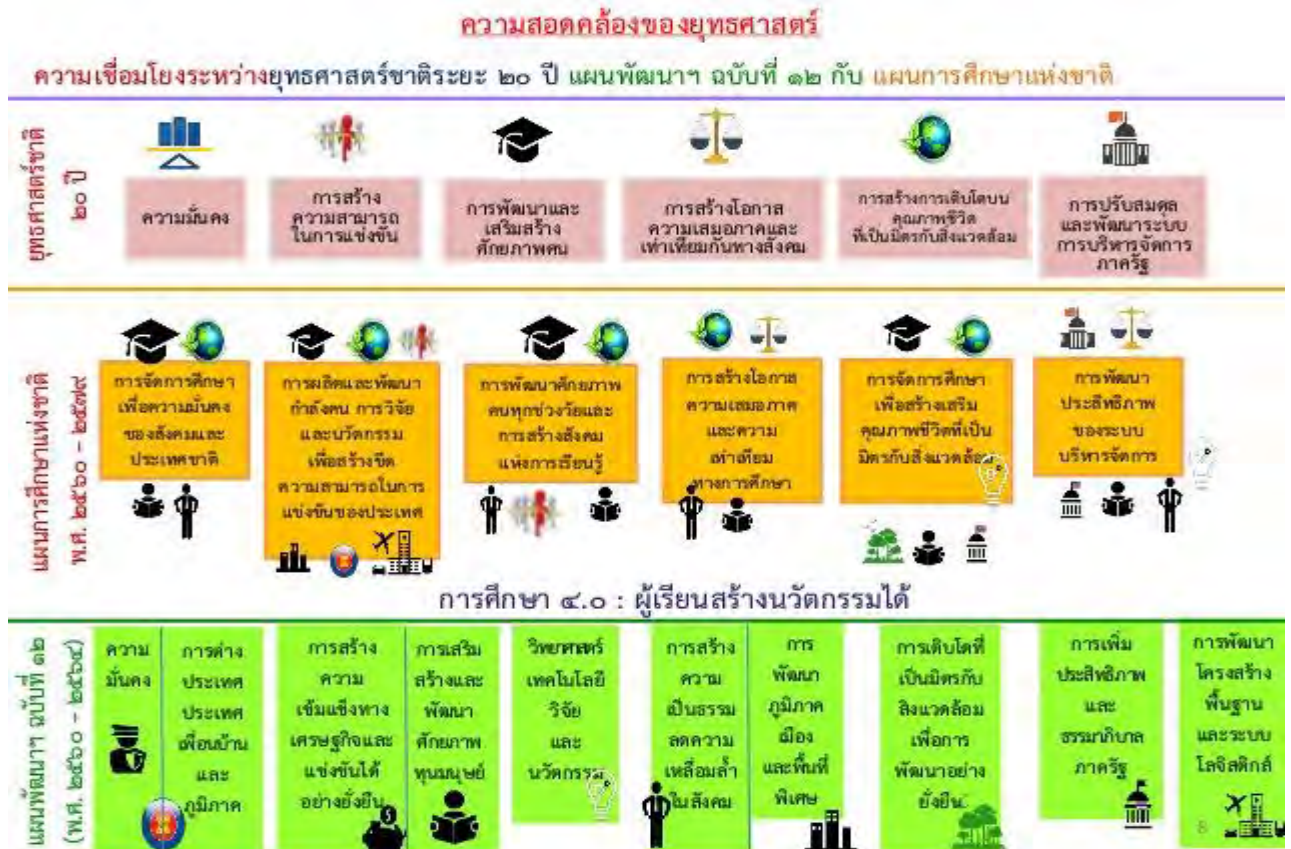 ความสอดคล้องของยุทธศาสตร์
ความเชื่อมโยงระหว่างยุทธศาสตร์ชาติระยะ ๒๐ ปี แผนพัฒนาฯ ฉบับที่ ๑๒ กับ แผนการศึกษาแห่งชาติ
ยุทธศาสตร์ชาติ
๒๐ ปี
ความมั่นคง
การสร้าง
ความสามารถ
ในการแข่งขัน
การพัฒนาและ
เสริมสร้าง
ศักยภาพคน
การสร้างโอกาส
ความเสมอภาคและ
เท่าเทียมกันทางสังคม
การสร้างการเติบโตบน
คุณภาพชีวิต
ที่เป็นมิตรกับสิ่งแวดล้อม
การปรับสมดุล
และพัฒนาระบบ
การบริหารจัดการ
ภาครัฐ
แผนการศึกษาแห่งชาติ
พ.ศ. ๒๕๖๐ - ๒๕๗๙
การจัดการศึกษา
เพื่อความมั่นคง
ของสังคมและ
ประเทศชาติ
การผลิตและพัฒนา
กำลังคน การวิจัย
และนวัตกรรม
เพื่อสร้างขีด
ความสามารถในการ
แข่งขันของประเทศ
การพัฒนาศักยภาพ
คนทุกช่วงวัยและ
การสร้างสังคม
แห่งการเรียนรู้
การสร้างโอกาส
ความเสมอภาค
และความ
เท่าเทียม
ทางการศึกษา
การจัดการศึกษา
เพื่อสร้างเสริม
คุณภาพชีวิตที่เป็น
มิตรกับสิ่งแวดล้อม
การพัฒนา
ประสิทธิภาพ
ของระบบ
บริหารจัดการ
การศึกษา ๔.๐ : ผู้เรียนสร้างนวัตกรรมได้
แผนพัฒนาฯ ฉบับที่ ๑๒
(พ.ศ. ๒๕๖๐ - ๒๕๖๔)
ความ
มั่นคง
การต่าง
ประเทศ
ประเทศ
เพื่อนบ้าน
และ
ภูมิภาค
การสร้าง
ความ
เข้มแข็งทาง
เศรษฐกิจและ
แข่งขันได้
อย่างยั่งยืน
การเสริม
สร้างและ
พัฒนา
ศักยภาพ
ทุนมนุษย์
วิทยาศาสตร์
เทคโนโลยี
วิจัย
และ
นวัตกรรม
การสร้าง
ความ
เป็นธรรม
ลดความ
เหลื่อมล้ำ
ในสังคม
การ
พัฒนา
ภูมิภาค
เมือง
และพื้นที่
พิเศษ
การเติบโตที่
เป็นมิตรกับ
สิ่งแวดล้อม
เพื่อการ
พัฒนาอย่าง
ยั่งยืน
การเพิ่ม
ประสิทธิภาพ
และ
ธรรมาภิบาล
ภาครัฐ
การพัฒนา
โครงสร้าง
พื้นฐาน
และระบบ
โลจิสติกส์
8